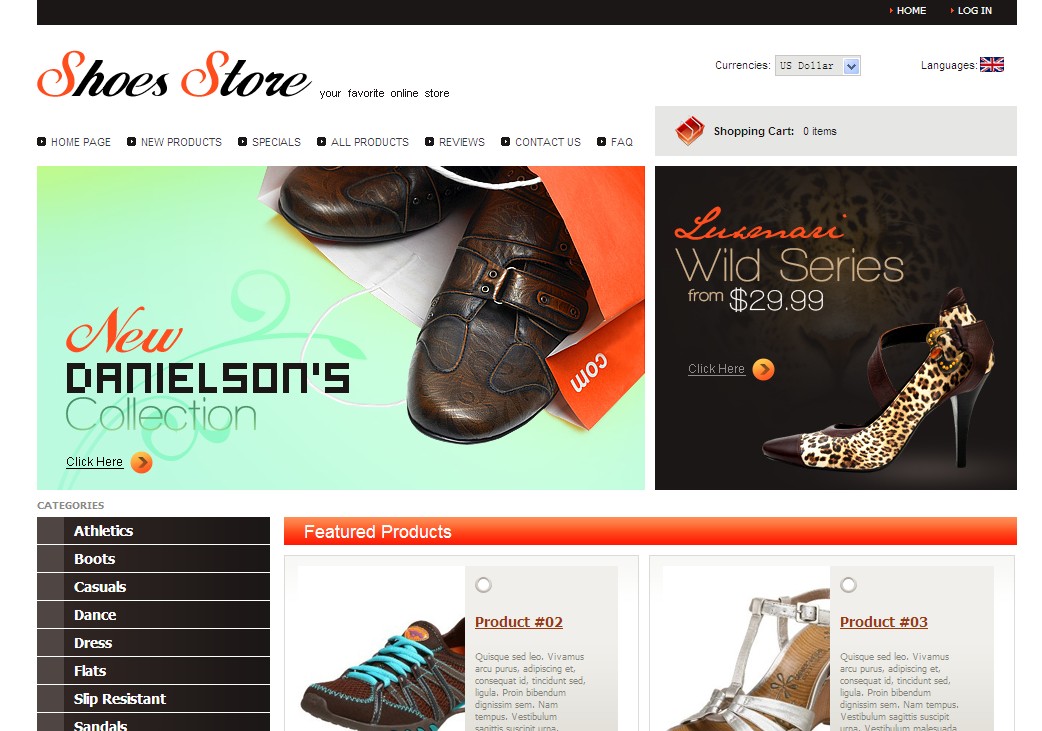 HOME LOG IN
Shoes Store your favorite online store
Currencies: US Dollar Languages:
Shopping Cart: 0 items
HOME PAGE NEW PRODUCTS SPECIALS ALL PRODUCTS REVIEWS CONTACT US FAQ
New
DANIELSON'S
Collection
Click Here
com
Luxmari
Wild Series
from $29.99
Click Here
CATEGORIES
Athletics
Boots
Casuals
Dance
Dress
Flats
Slip Resistant
Sandals
Featured Products
Product #02
Quisque sed leo. Vivamus
arcu purus, adipiscing et,
consequat id, tincidunt sed,
ligula. Proin bibendum
dignissim sem. Nam
tempus. Vestibulum
sagittis suscipit urna.
Product #03
Quisque sed leo. Vivamus
arcu purus, adipiscing et,
consequat id, tincidunt sed,
ligula. Proin bibendum
dignissim sem. Nam tempus.
Vestibulum sagittis suscipit
urna. Vestibulum malesuada